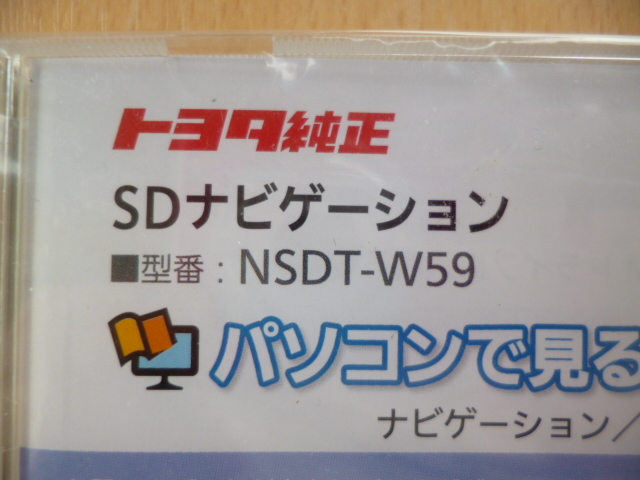 トヨタ純正
SDナビゲーション
■型番：NSDT-W59
パソコンで見る
ナビゲーション／